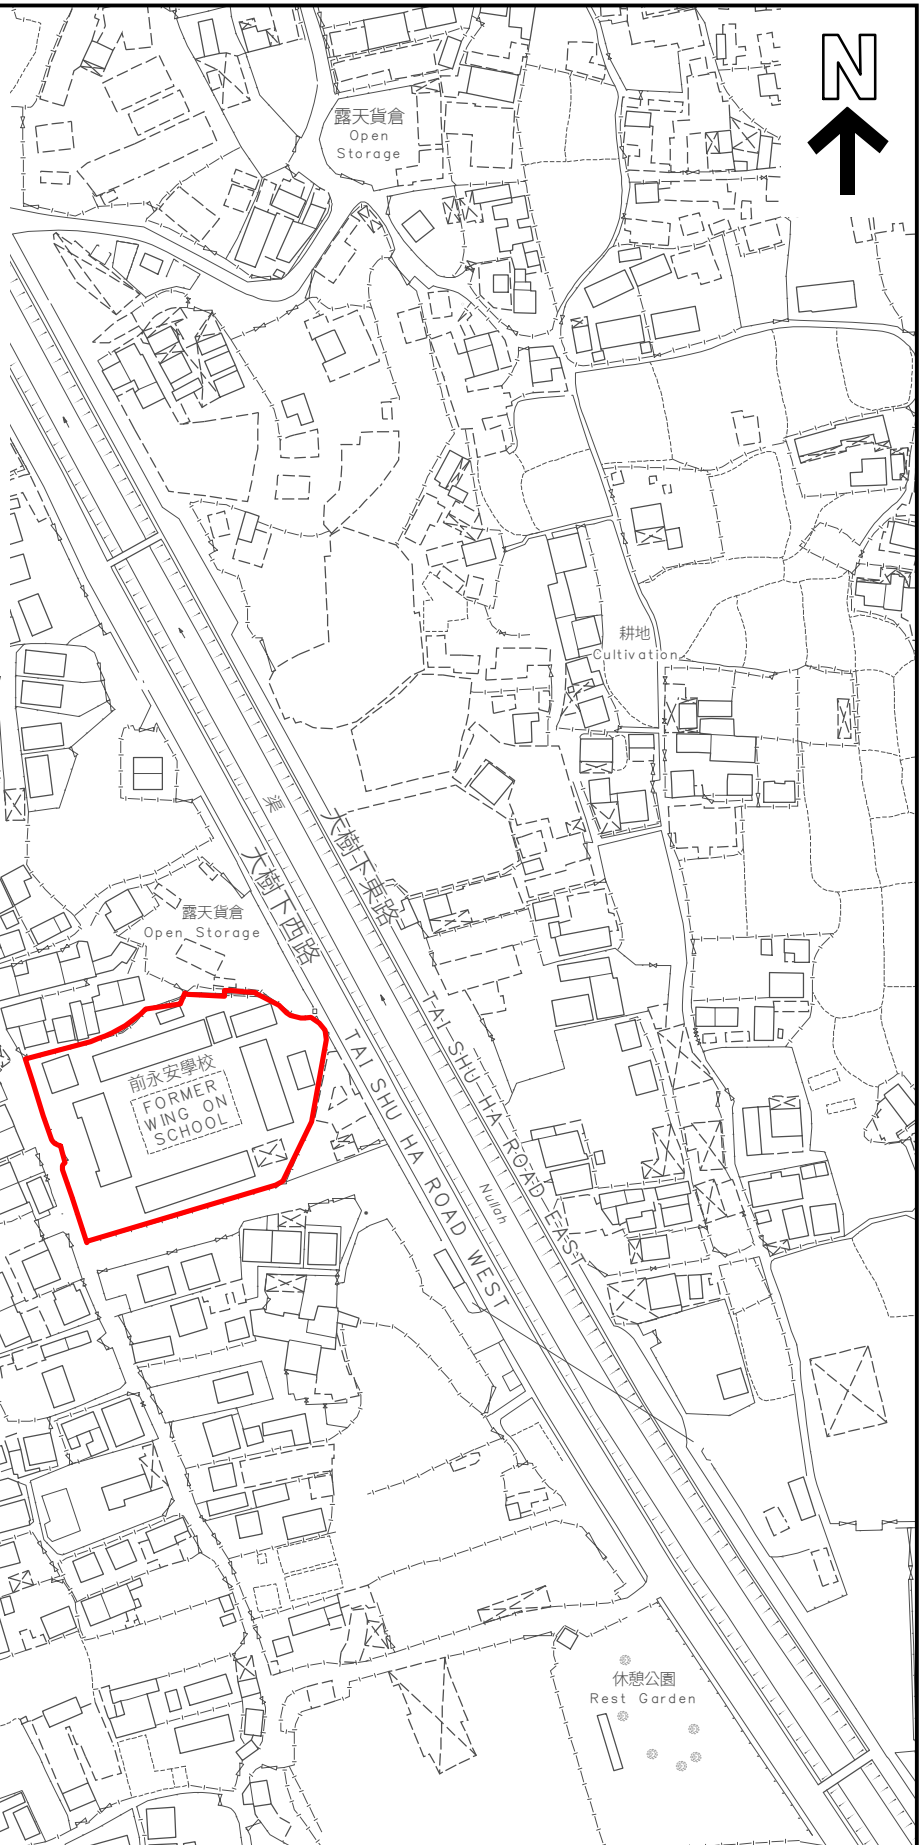 N
露天貨倉
Open
Storage
耕地
Cultivation
渠
大樹下東路
大樹下西路
露天貨倉
Open Storage
TAI SHU HA ROAD EAST
TAI SHU HA ROAD WEST
前永安學校
FORMER
WING ON
SCHOOL
Nullah
休憩公園
Rest Garden